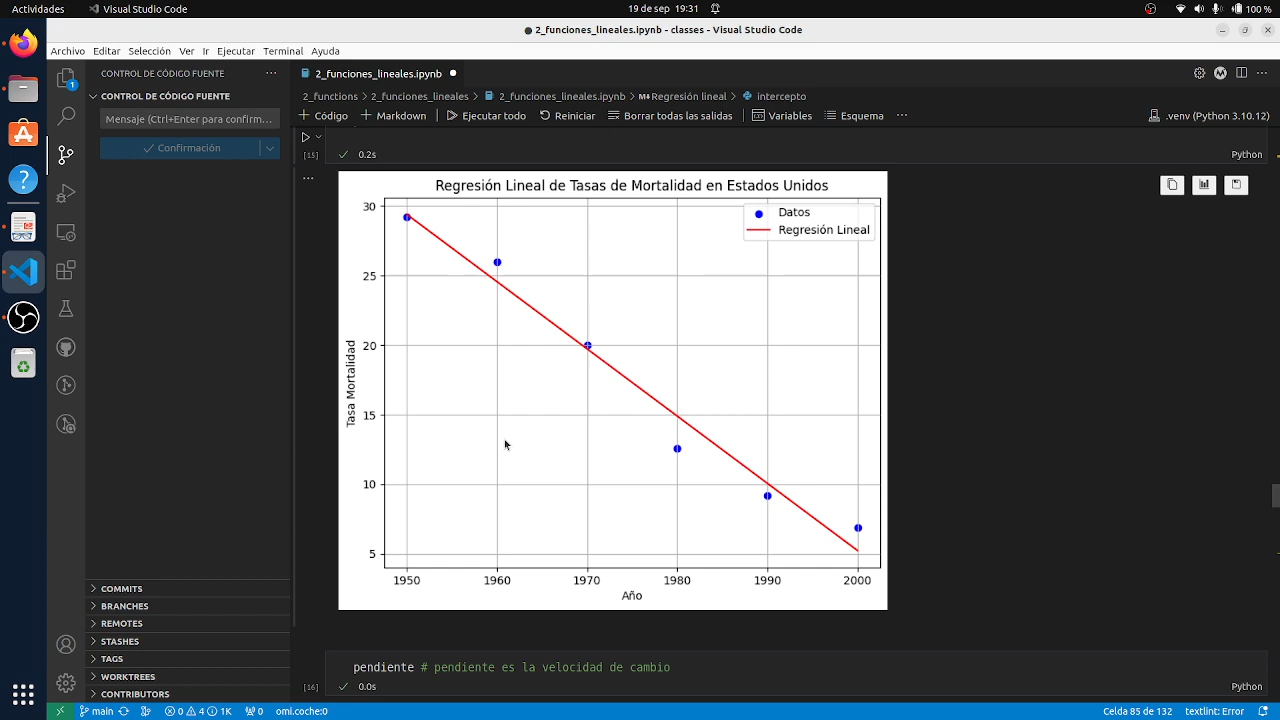 Actividades
Visual Studio Code
19 de sep 19:31
100 %
2_funciones_lineales.ipynb - classes - Visual Studio Code
Archivo Editar Selección Ver Ir Ejecutar Terminal Ayuda
CONTROL DE CÓDIGO FUENTE
2_funciones_lineales.ipynb
CONTROL DE CÓDIGO FUENTE
2_functions > 2_funciones_lineales > 2_funciones_lineales.ipynb > Regresión lineal > intercepto
Mensaje (Ctrl+Enter para confirm...
+ Código + Markdown Ejecutar todo Reiniciar Borrar todas las salidas Variables Esquema ... .venv (Python 3.10.12)
Confirmación
[15] 0.2s Python
Regresión Lineal de Tasas de Mortalidad en Estados Unidos
Datos
Regresión Lineal
30
25
20
15
10
5
Tasa Mortalidad
1950 1960 1970 1980 1990 2000
Año
COMMITS
BRANCHES
REMOTES
STASHES
TAGS
WORKTREES
CONTRIBUTORS
pendiente # pendiente es la velocidad de cambio
[16] 0.0s Python
main 0 4 1K 0 omi.coche:0 Celda 85 de 132 textlint: Error
1